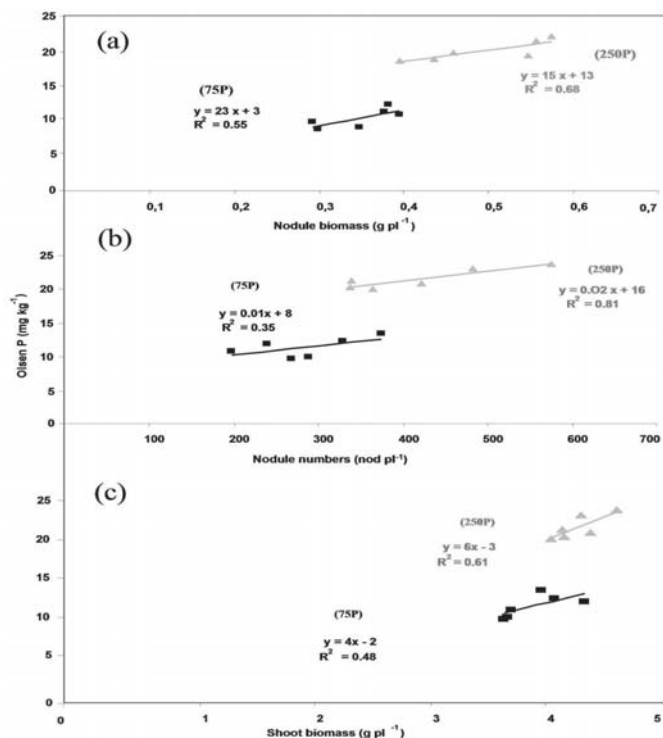 (a)
25
20
15
10
5
0
(250P)
y = 15 x + 13
R² = 0.68
(75P)
y = 23 x + 3
R² = 0.55
0,1 0,2 0,3 0,4 0,5 0,6 0,7
Nodule biomass (g pl⁻¹)
(b)
25
20
15
10
5
0
(75P)
y = 0.01x + 8
R² = 0.35
(250P)
y = 0.O2 x + 16
R² = 0.81
Olsen P (mg kg⁻¹)
100 200 300 400 500 600 700
Nodule numbers (nod pl⁻¹)
(c)
25
20
15
10
5
0
(250P)
y = 6x - 3
R² = 0.61
(75P)
y = 4x - 2
R² = 0.48
0 1 2 3 4 5
Shoot biomass (g pl⁻¹)